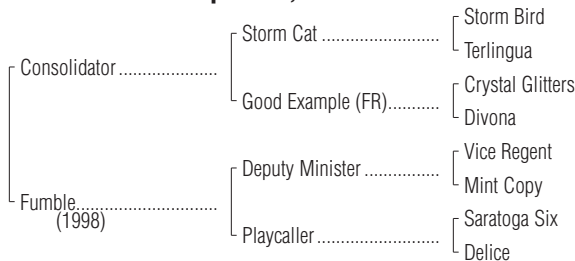 Storm Bird
Storm Cat ........................
Terlingua
Consolidator ....................
Crystal Glitters
Good Example (FR)...........
Divona
Vice Regent
Deputy Minister ................
Mint Copy
Fumble.............................
(1998)
Saratoga Six
Playcaller.........................
Delice